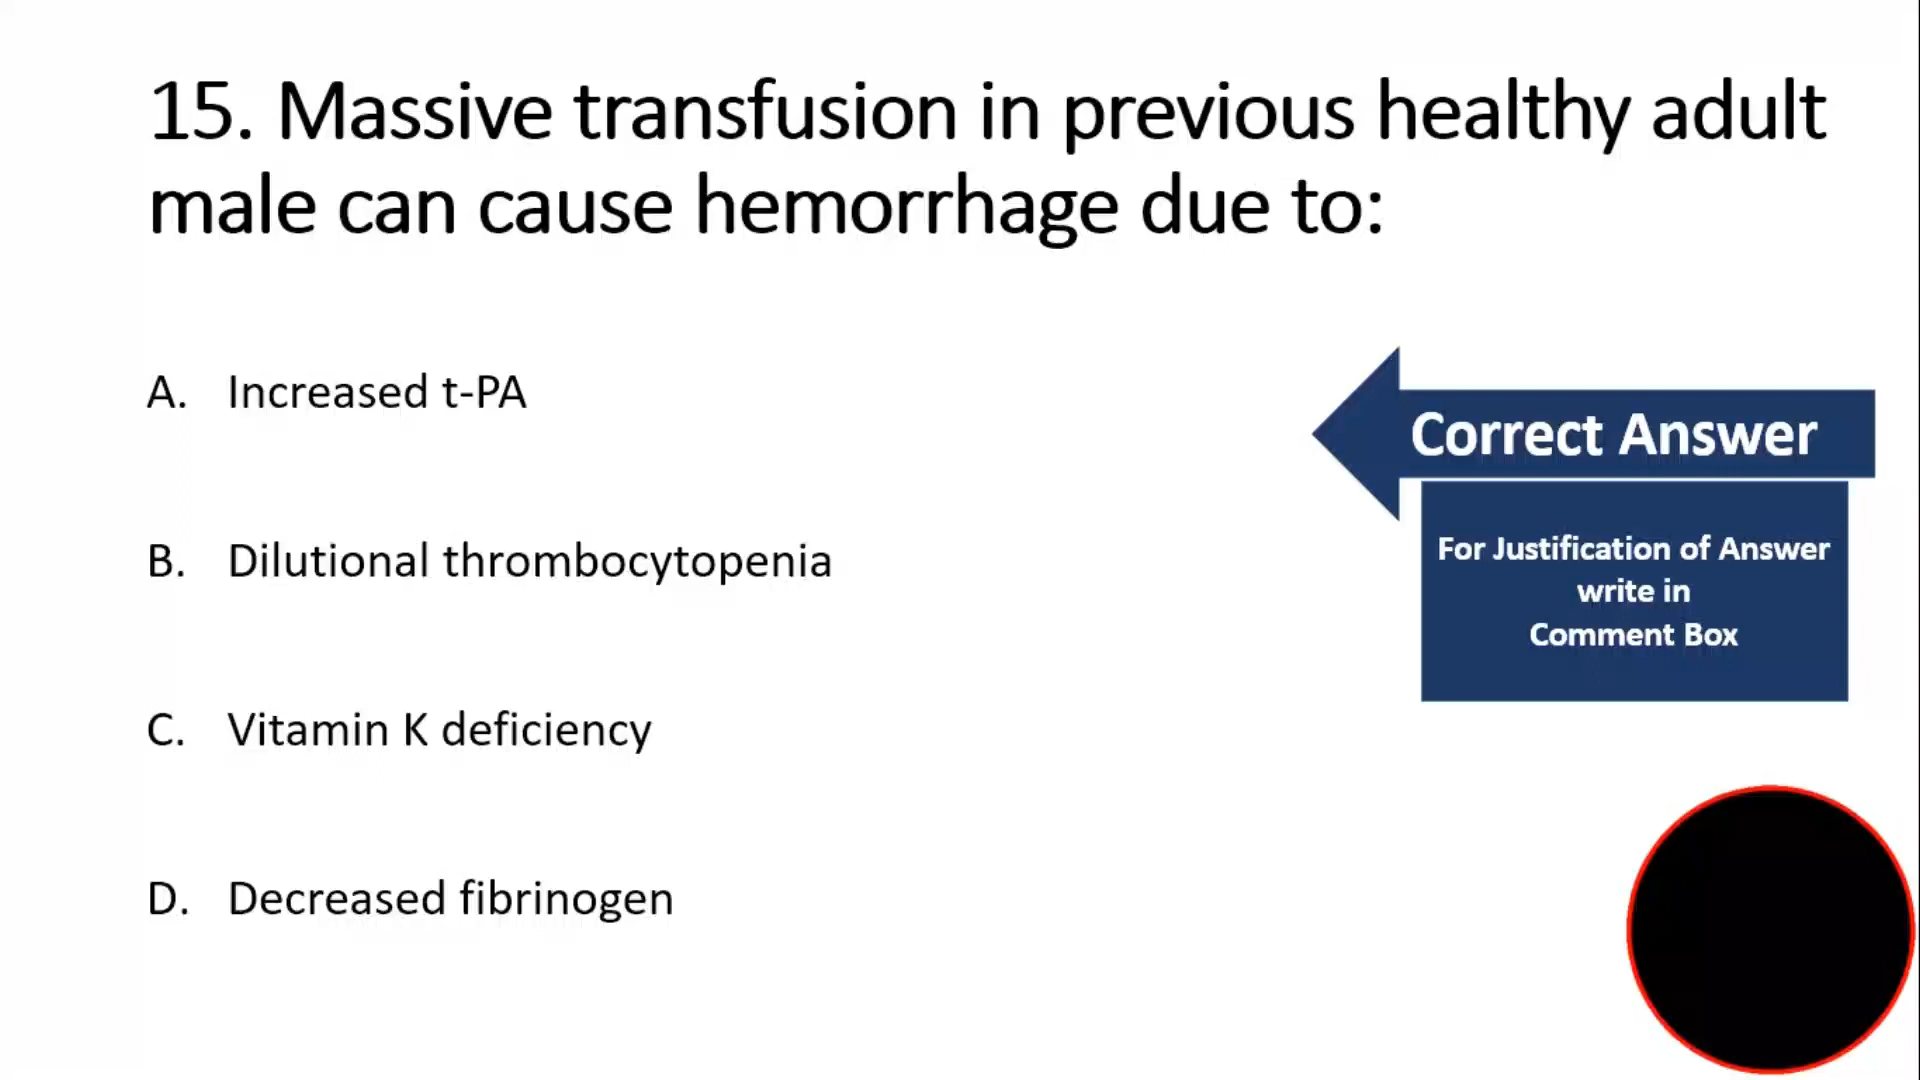 15. Massive transfusion in previous healthy adult
male can cause hemorrhage due to:
A. Increased t-PA
B. Dilutional thrombocytopenia
C. Vitamin K deficiency
D. Decreased fibrinogen
Correct Answer
For Justification of Answer
write in
Comment Box